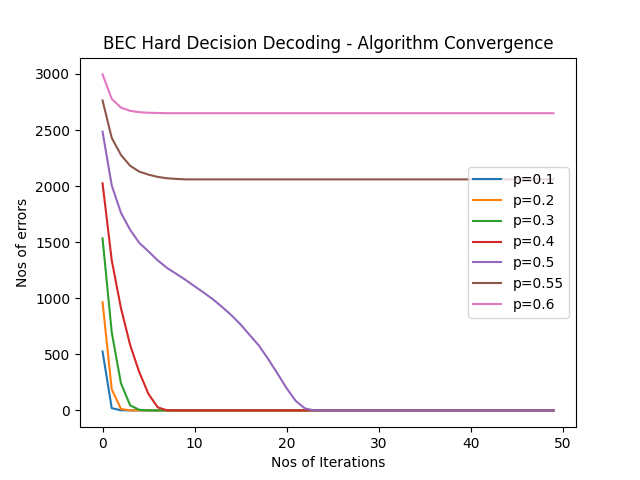 BEC Hard Decision Decoding - Algorithm Convergence
3000
2500
2000
1500
1000
500
0
Nos of errors
p=0.1
p=0.2
p=0.3
p=0.4
p=0.5
p=0.55
p=0.6
0 10 20 30 40 50
Nos of Iterations